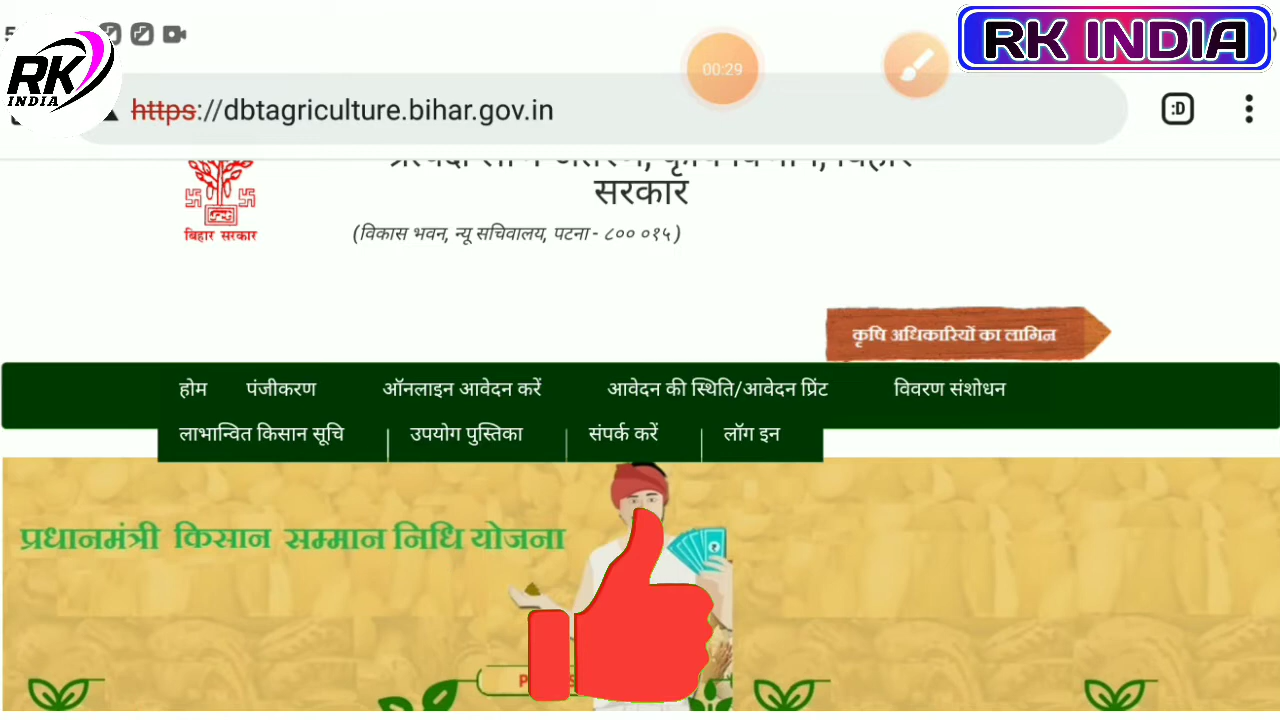 RK INDIA
00:29
RK
INDIA
https://dbtagriculture.bihar.gov.in
:D
सरकार
बिहार सरकार
(विकास भवन, न्यू सचिवालय, पटना - ८०० ०१५ )
कृषि अधिकारियों का लागिन
होम पंजीकरण ऑनलाइन आवेदन करें आवेदन की स्थिति/आवेदन प्रिंट विवरण संशोधन
लाभान्वित किसान सूचि उपयोग पुस्तिका संपर्क करें लॉग इन
प्रधानमंत्री किसान सम्मान निधि योजना